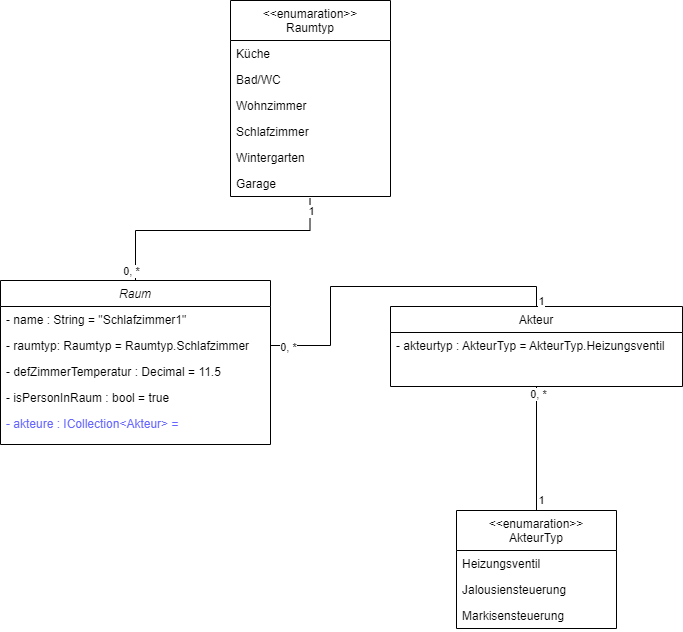 <<enumaration>>
Raumtyp
Küche
Bad/WC
Wohnzimmer
Schlafzimmer
Wintergarten
Garage
1
0, *
Raum
- name : String = "Schlafzimmer1"
- raumtyp: Raumtyp = Raumtyp.Schlafzimmer
- defZimmerTemperatur : Decimal = 11.5
- isPersonInRaum : bool = true
- akteure : ICollection<Akteur> =
0, *
1
Akteur
- akteurtyp : AkteurTyp = AkteurTyp.Heizungsventil
0, *
1
<<enumaration>>
AkteurTyp
Heizungsventil
Jalousiensteuerung
Markisensteuerung